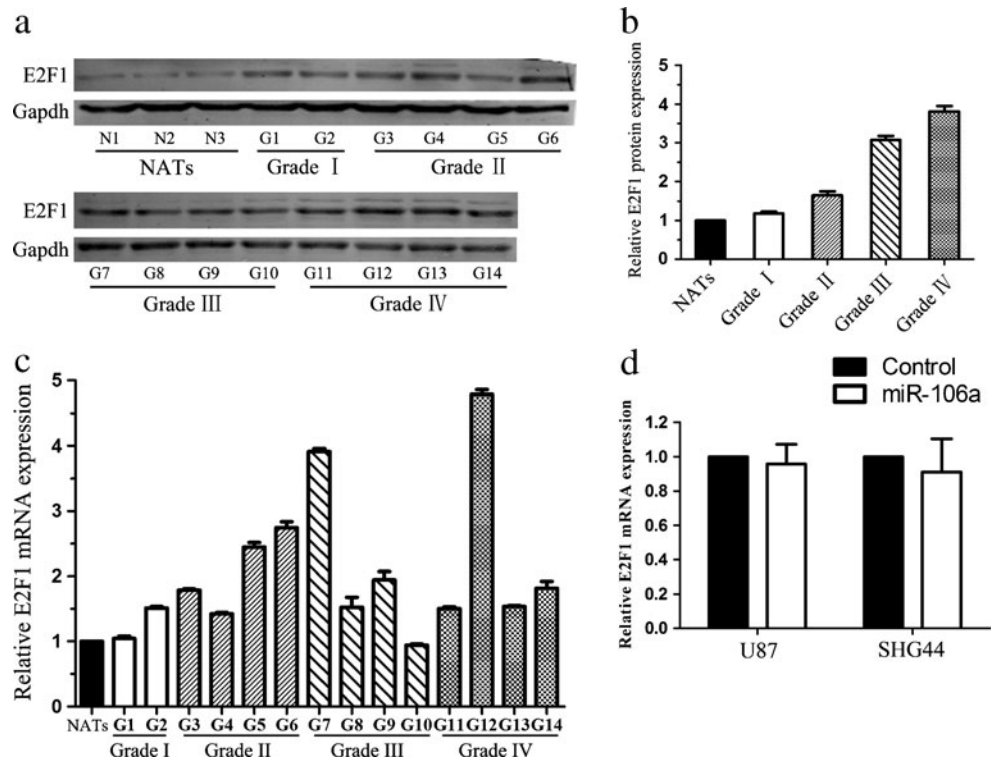 a
E2F1
Gapdh
N1 N2 N3 G1 G2 G3 G4 G5 G6
NATs Grade I Grade II
E2F1
Gapdh
G7 G8 G9 G10 G11 G12 G13 G14
Grade III Grade IV
b
Relative E2F1 protein expression
5
4
3
2
1
0
NATs Grade I Grade II Grade III Grade IV
c
Relative E2F1 mRNA expression
5
4
3
2
1
0
NATs G1 G2 G3 G4 G5 G6 G7 G8 G9 G10 G11 G12 G13 G14
Grade I Grade II Grade III Grade IV
d
Control
miR-106a
Relative E2F1 mRNA expression
1.2
1.0
0.8
0.6
0.4
0.2
0.0
U87 SHG44